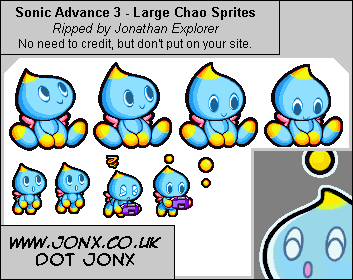 Sonic Advance 3 - Large Chao Sprites
Ripped by Jonathan Explorer
No need to credit, but don't put on your site.
www.jonx.co.uk
DOT JONX